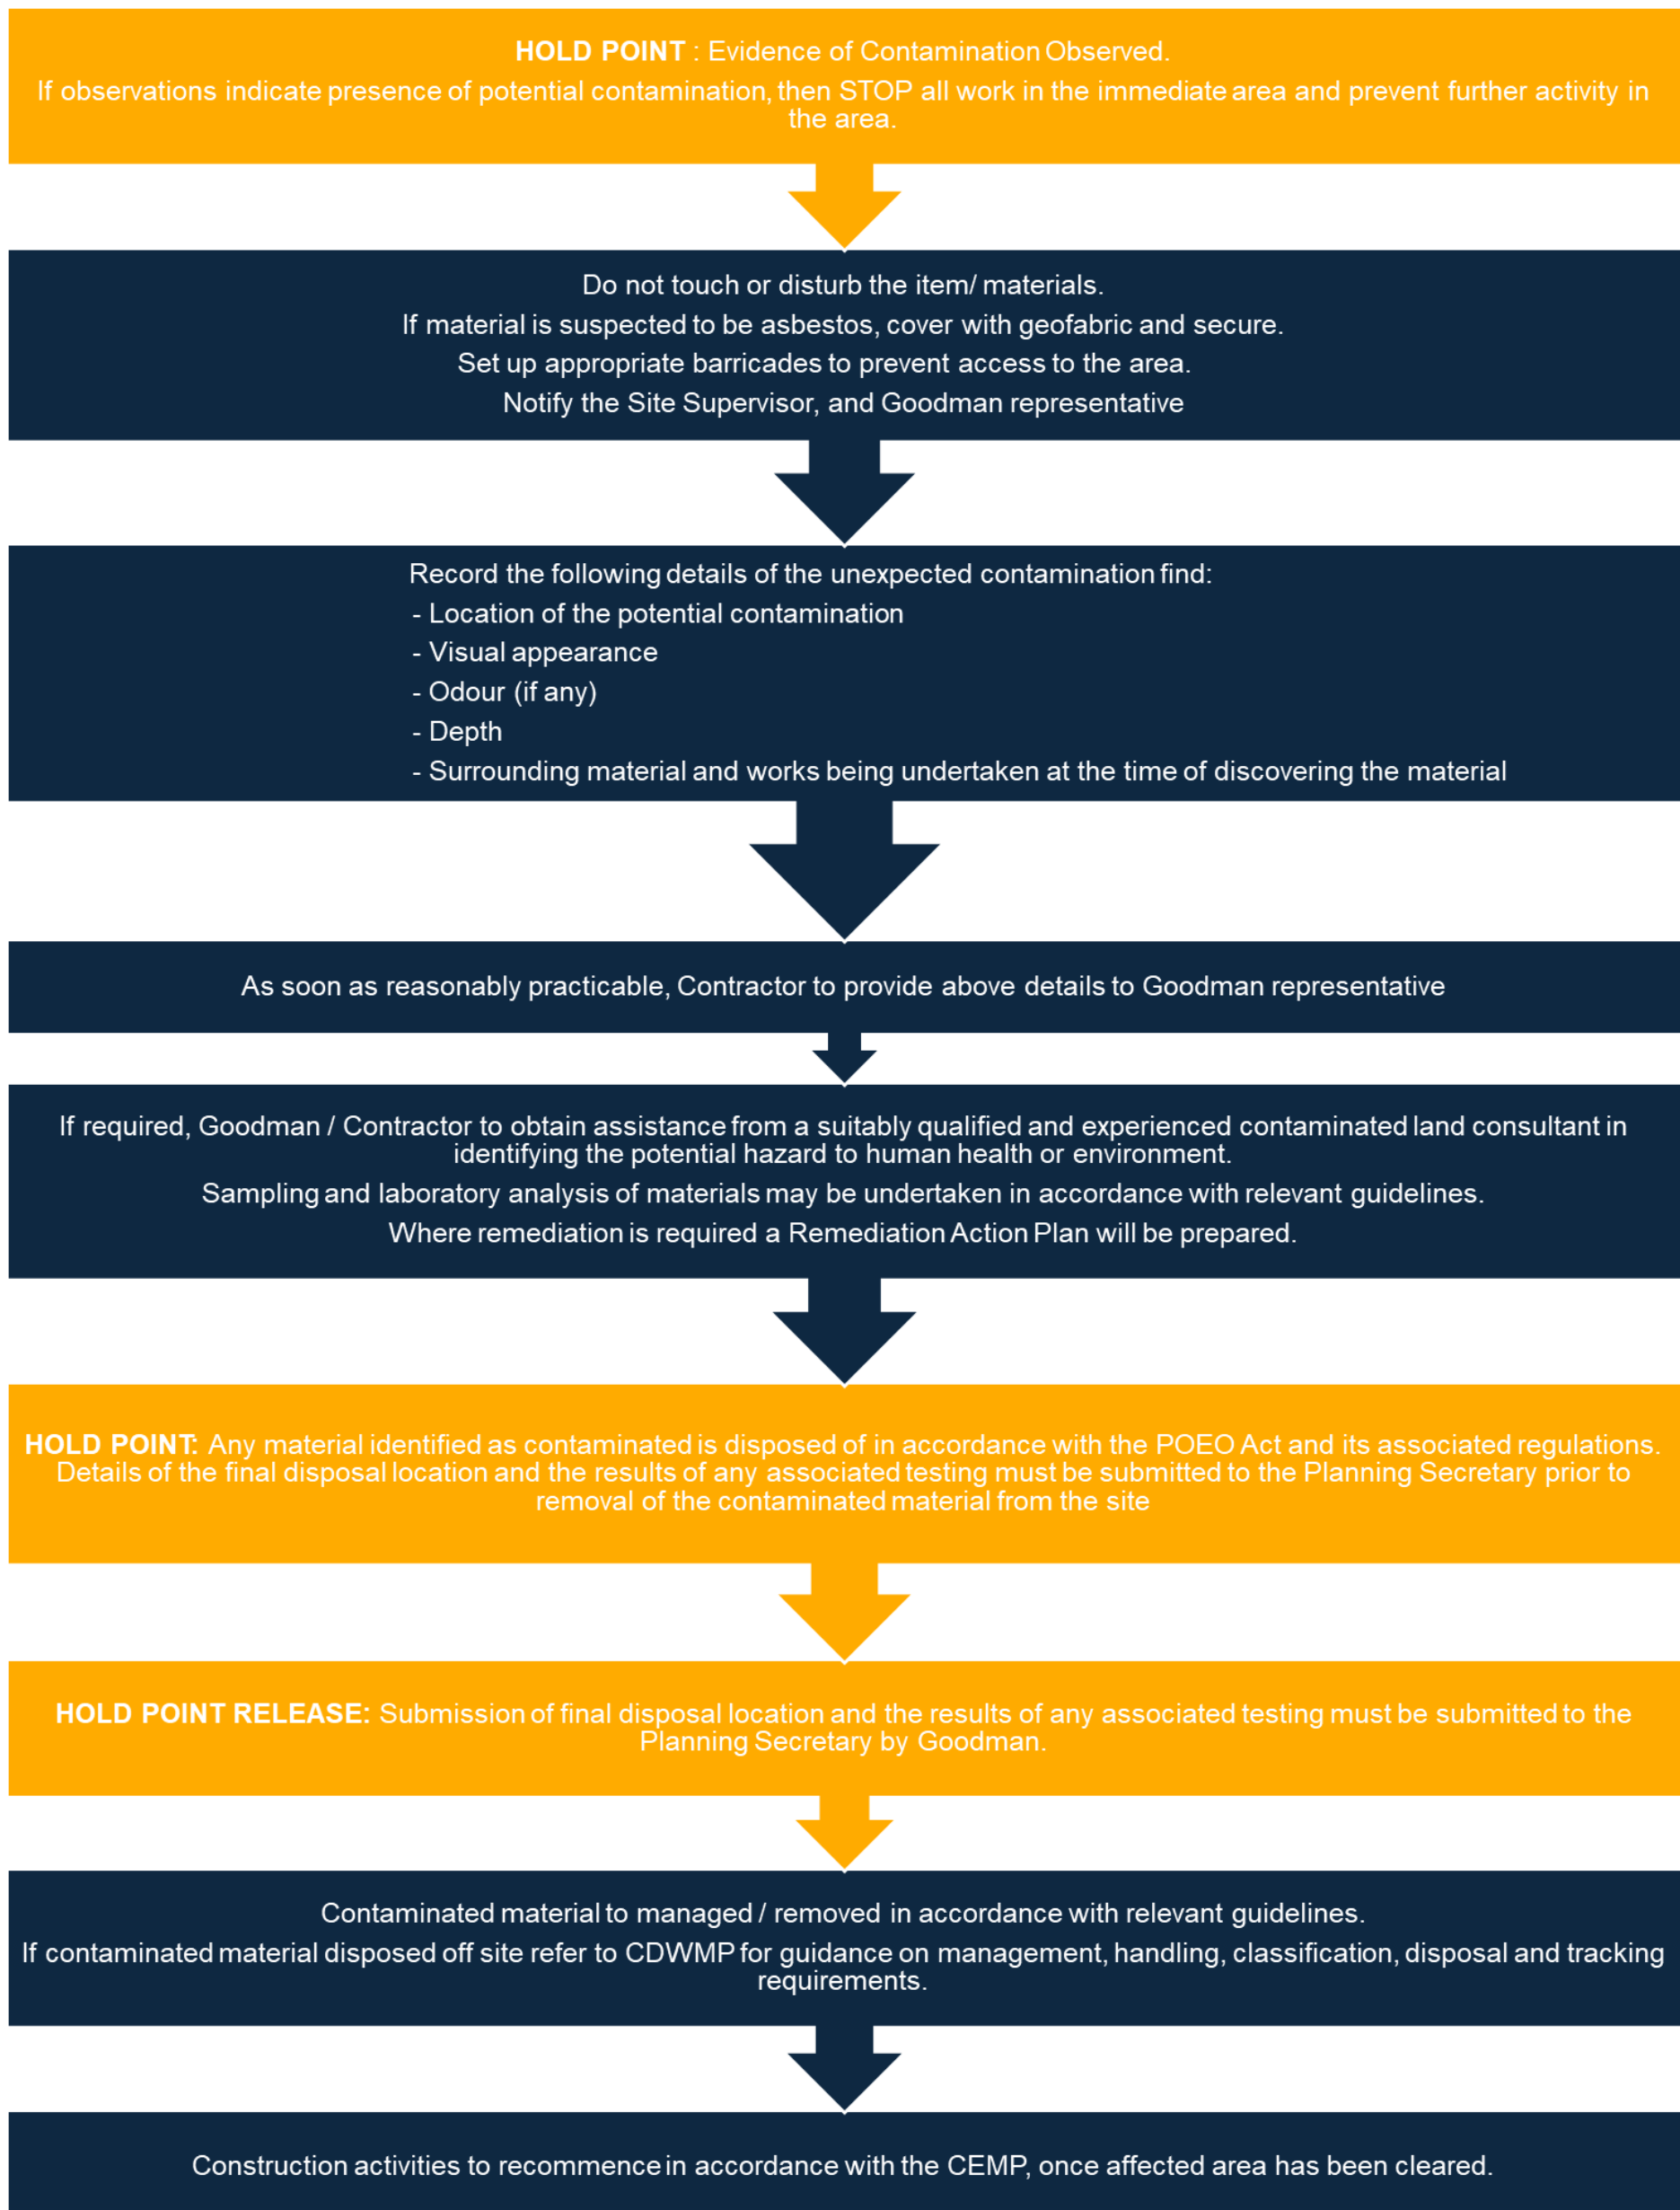 HOLD POINT : Evidence of Contamination Observed.
If observations indicate presence of potential contamination, then STOP all work in the immediate area and prevent further activity in
the area.
Do not touch or disturb the item/ materials.
If material is suspected to be asbestos, cover with geofabric and secure.
Set up appropriate barricades to prevent access to the area.
Notify the Site Supervisor, and Goodman representative
Record the following details of the unexpected contamination find:
- Location of the potential contamination
- Visual appearance
- Odour (if any)
- Depth
- Surrounding material and works being undertaken at the time of discovering the material
As soon as reasonably practicable, Contractor to provide above details to Goodman representative
If required, Goodman / Contractor to obtain assistance from a suitably qualified and experienced contaminated land consultant in
identifying the potential hazard to human health or environment.
Sampling and laboratory analysis of materials may be undertaken in accordance with relevant guidelines.
Where remediation is required a Remediation Action Plan will be prepared.
HOLD POINT: Any material identified as contaminated is disposed of in accordance with the POEO Act and its associated regulations.
Details of the final disposal location and the results of any associated testing must be submitted to the Planning Secretary prior to
removal of the contaminated material from the site
HOLD POINT RELEASE: Submission of final disposal location and the results of any associated testing must be submitted to the
Planning Secretary by Goodman.
Contaminated material to managed / removed in accordance with relevant guidelines.
If contaminated material disposed off site refer to CDWMP for guidance on management, handling, classification, disposal and tracking
requirements.
Construction activities to recommence in accordance with the CEMP, once affected area has been cleared.